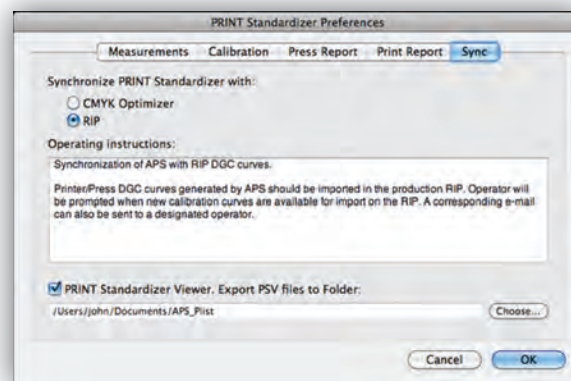 PRINT Standardizer Preferences
Measurements Calibration Press Report Print Report Sync
Synchronize PRINT Standardizer with:
CMYK Optimizer
RIP
Operating instructions:
Synchronization of APS with RIP DGC curves.
Printer/Press DGC curves generated by APS should be imported in the production RIP. Operator will
be prompted when new calibration curves are available for import on the RIP. A corresponding e-mail
can also be sent to a designated operator.
PRINT Standardizer Viewer. Export PSV files to Folder:
/Users/john/Documents/APS_Plist
Choose...
Cancel OK